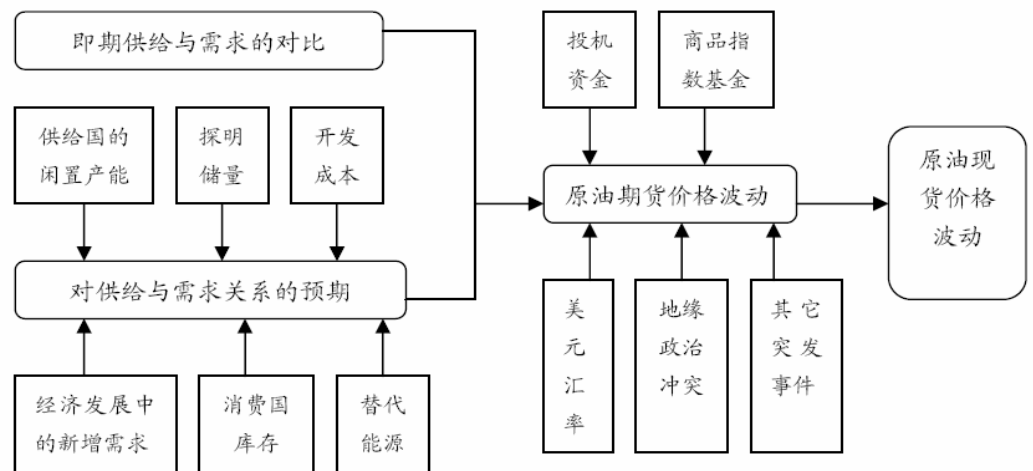 即期供给与需求的对比
供给国的
闲置产能
探明
储量
开发
成本
对供给与需求关系的预期
经济发展中
的新增需求
消费国
库存
替代
能源
投机
资金
商品指
数基金
原油期货价格波动
美
元
汇
率
地缘
政治
冲突
其它
突发
事件
原油现
货价格
波动